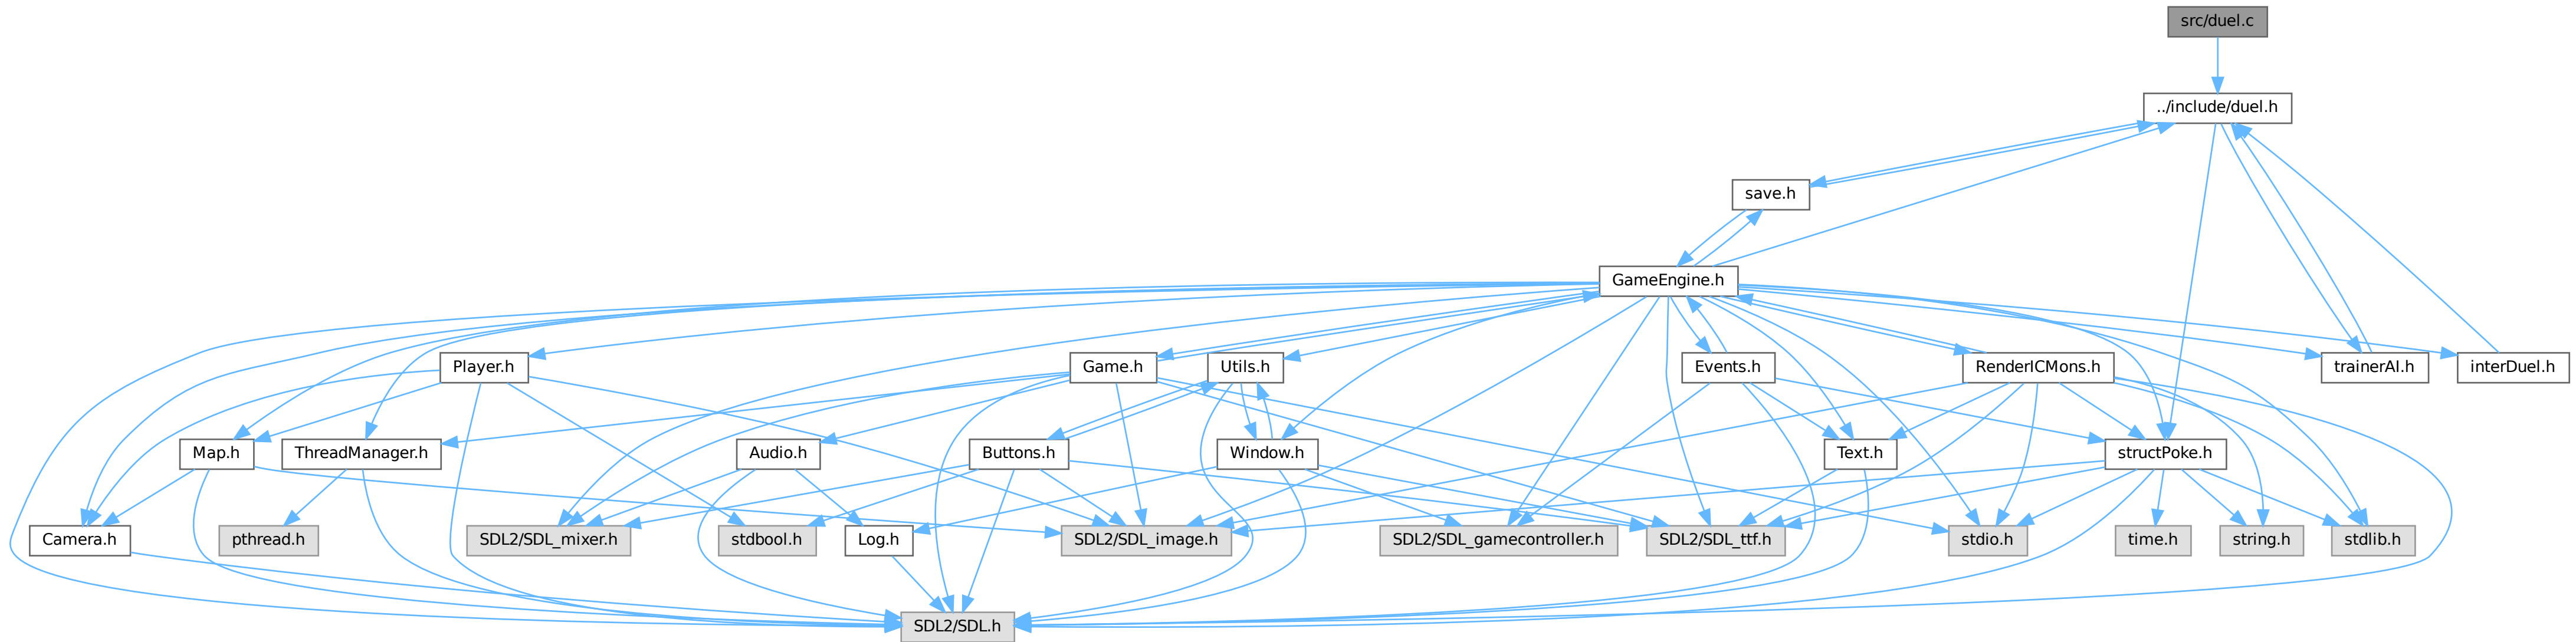 src/duel.c
../include/duel.h
save.h
GameEngine.h
Player.h
Game.h
Utils.h
Events.h
RenderICMons.h
trainerAI.h
interDuel.h
Map.h
ThreadManager.h
Audio.h
Buttons.h
Window.h
Text.h
structPoke.h
Camera.h
pthread.h
SDL2/SDL_mixer.h
stdbool.h
Log.h
SDL2/SDL_image.h
SDL2/SDL_gamecontroller.h
SDL2/SDL_ttf.h
stdio.h
time.h
string.h
stdlib.h
SDL2/SDL.h